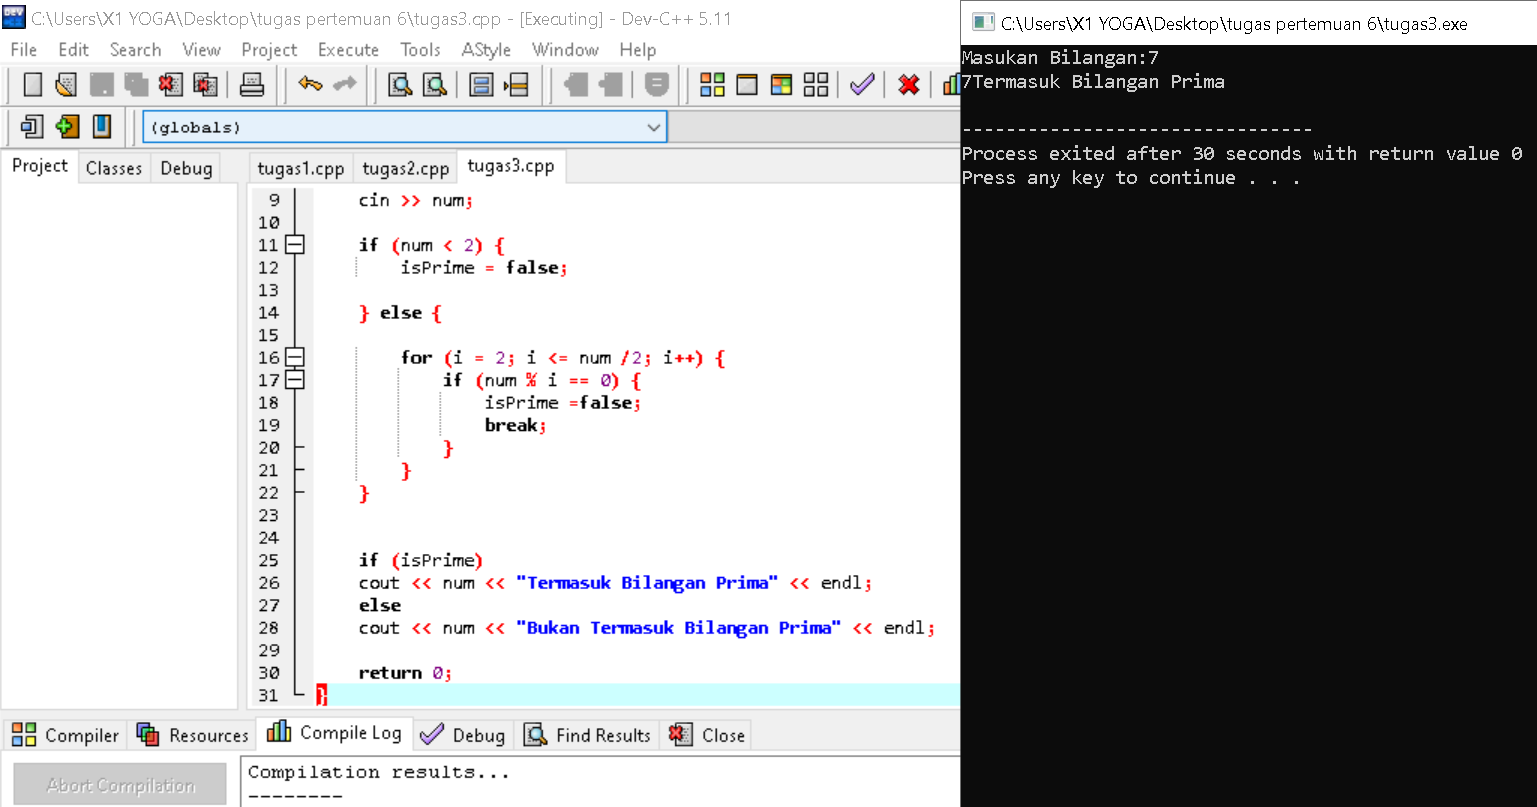 C:\Users\X1 YOGA\Desktop\tugas pertemuan 6\tugas3.cpp - [Executing] - Dev-C++ 5.11
File Edit Search View Project Execute Tools AStyle Window Help
(globals)
Project Classes Debug
tugas1.cpp tugas2.cpp tugas3.cpp
9 cin >> num;
10
11 if (num < 2) {
12 isPrime = false;
13
14 } else {
15
16 for (i = 2; i <= num /2; i++) {
17 if (num % i == 0) {
18 isPrime =false;
19 break;
20 }
21 }
22 }
23
24
25 if (isPrime)
26 cout << num << "Termasuk Bilangan Prima" << endl;
27 else
28 cout << num << "Bukan Termasuk Bilangan Prima" << endl;
29
30 return 0;
31 }
Compiler Resources Compile Log Debug Find Results Close
Abort Compilation
Compilation results...
--------
C:\Users\X1 YOGA\Desktop\tugas pertemuan 6\tugas3.exe
Masukan Bilangan:7
7Termasuk Bilangan Prima
--------------------------------
Process exited after 30 seconds with return value 0
Press any key to continue . . .